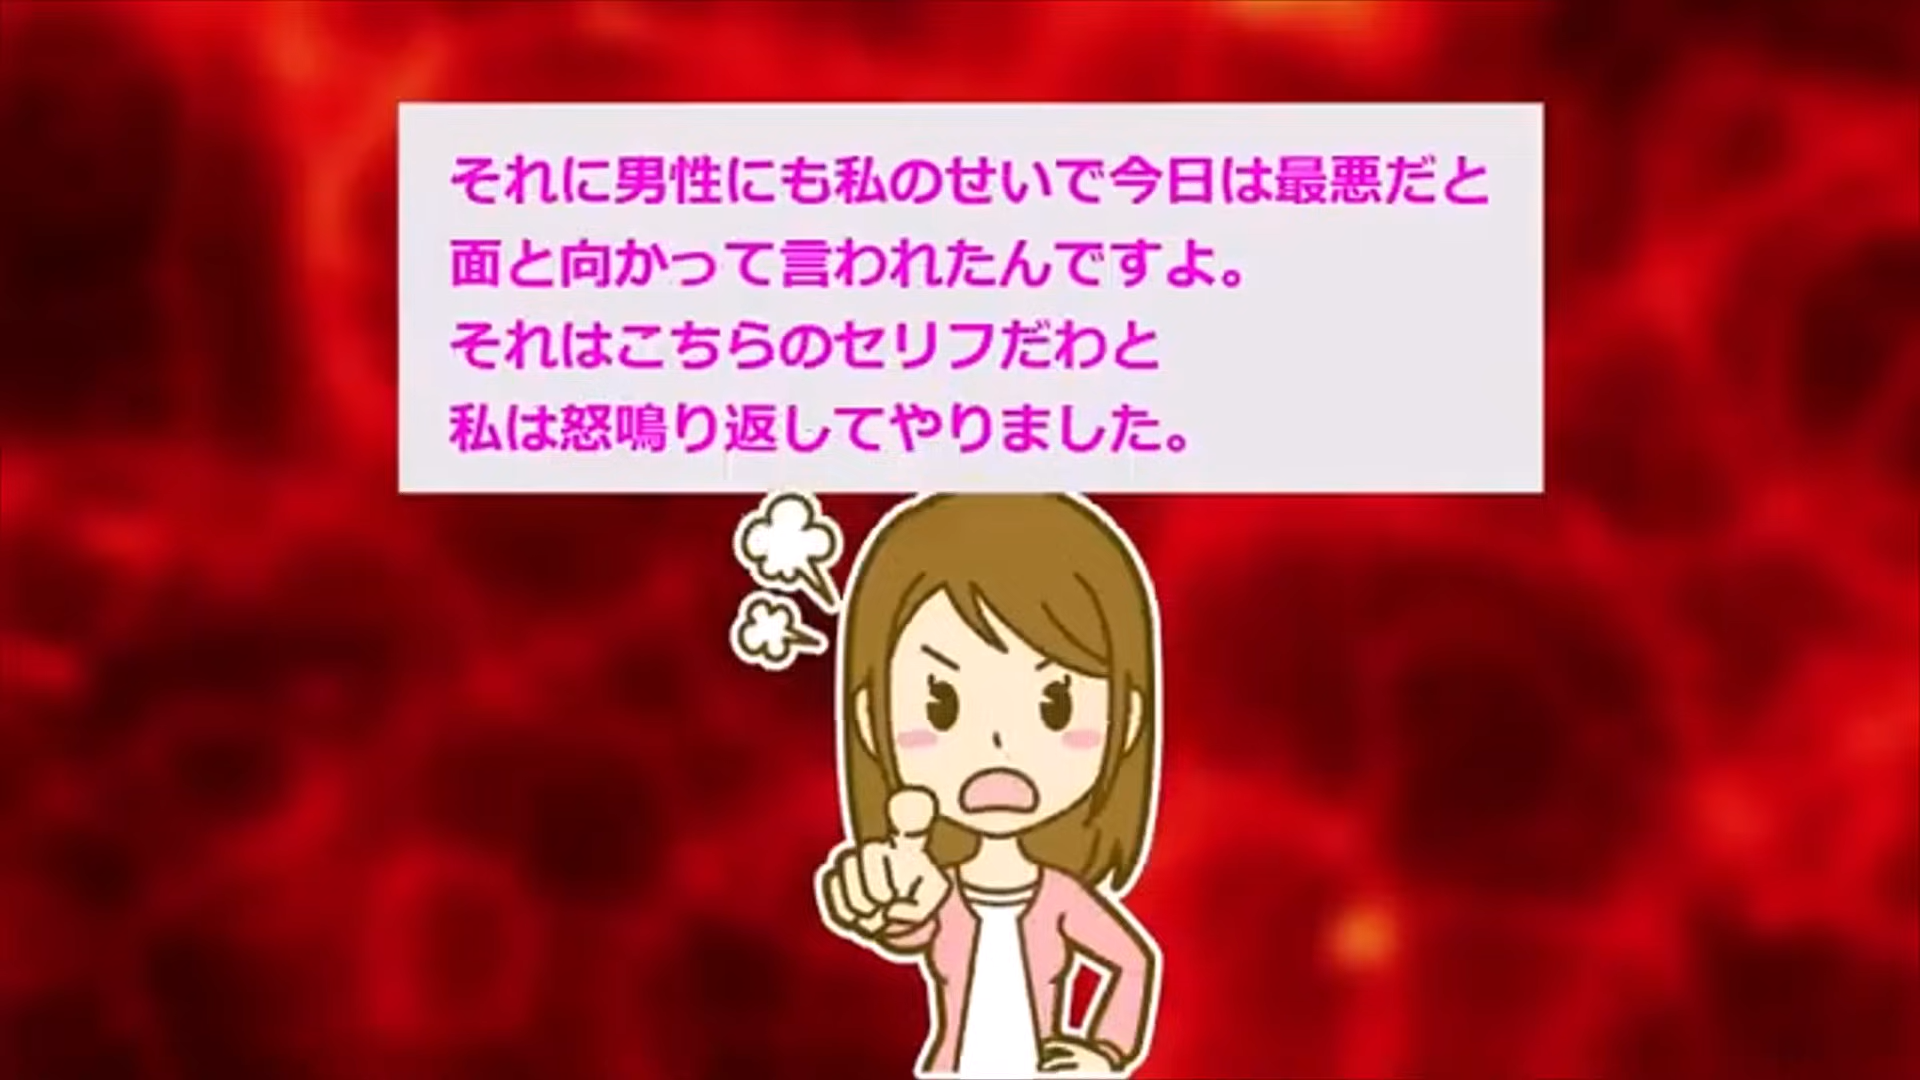 それに男性にも私のせいで今日は最悪だと
面と向かって言われたんですよ。
それはこちらのセリフだわと
私は怒鳴り返してやりました。